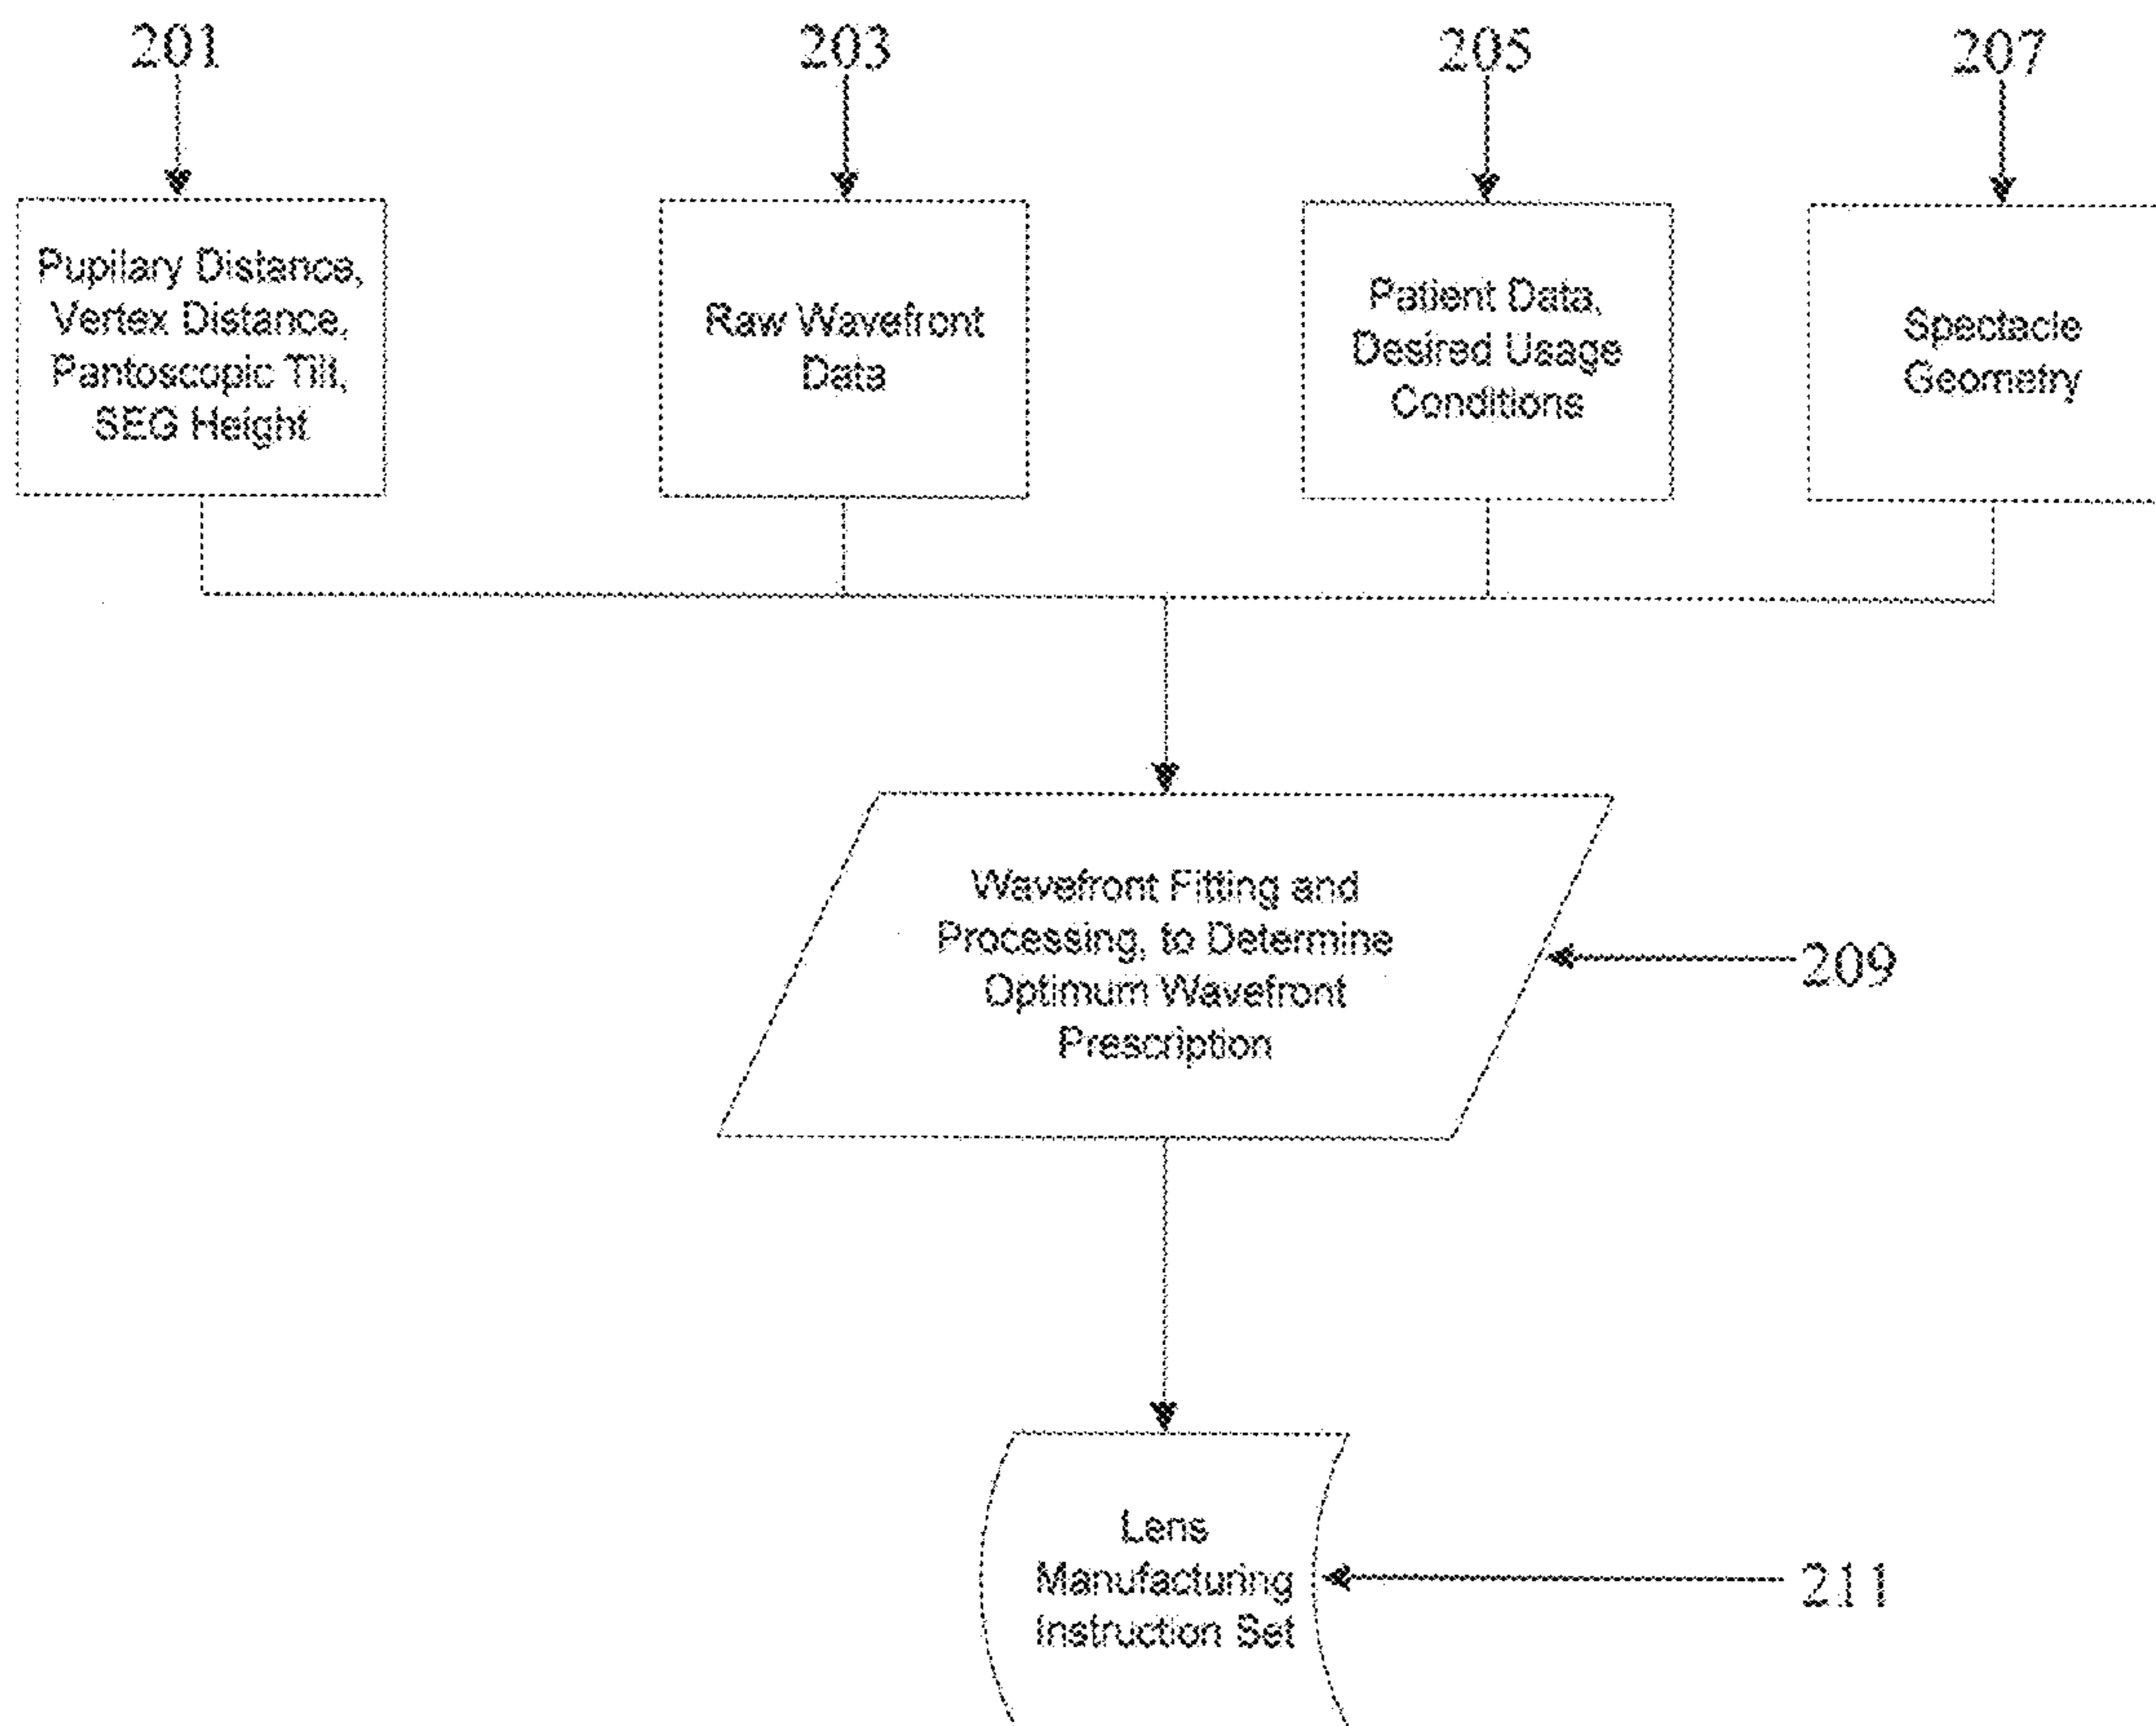 201
203
205
207
Pupilary Distance,
Vertex Distance,
Pantoscopic Tilt,
SEG Height
Raw Wavefront
Data
Patient Data,
Desired Usage
Conditions
Spectacle
Geometry
Wavefront Fitting and
Processing, to Determine
Optimum Wavefront
Prescription
209
Lens
Manufacturing
Instruction Set
211